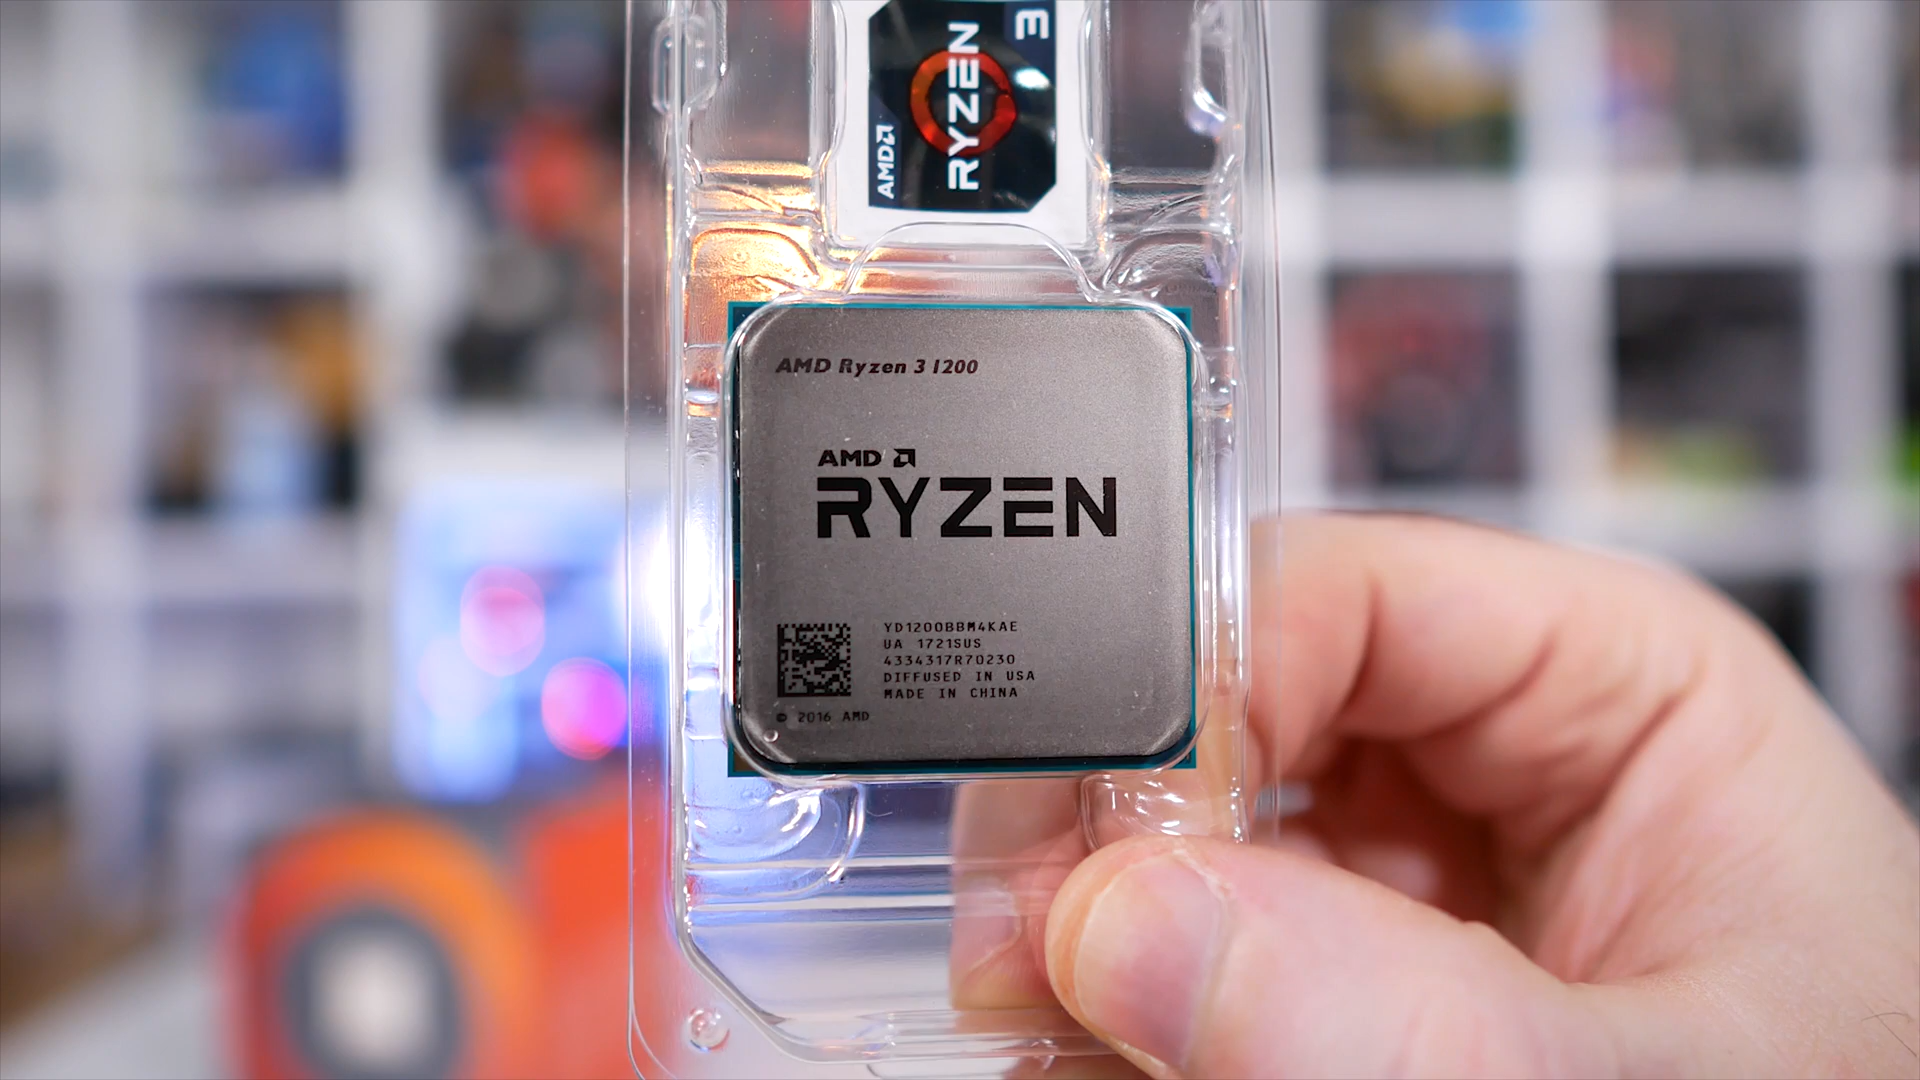 AMD
RYZEN
3
AMD Ryzen 3 1200
AMD
RYZEN
YD1200BBM4KAE
UA 1721SUS
4334317R70230
DIFFUSED IN USA
MADE IN CHINA
© 2016 AMD